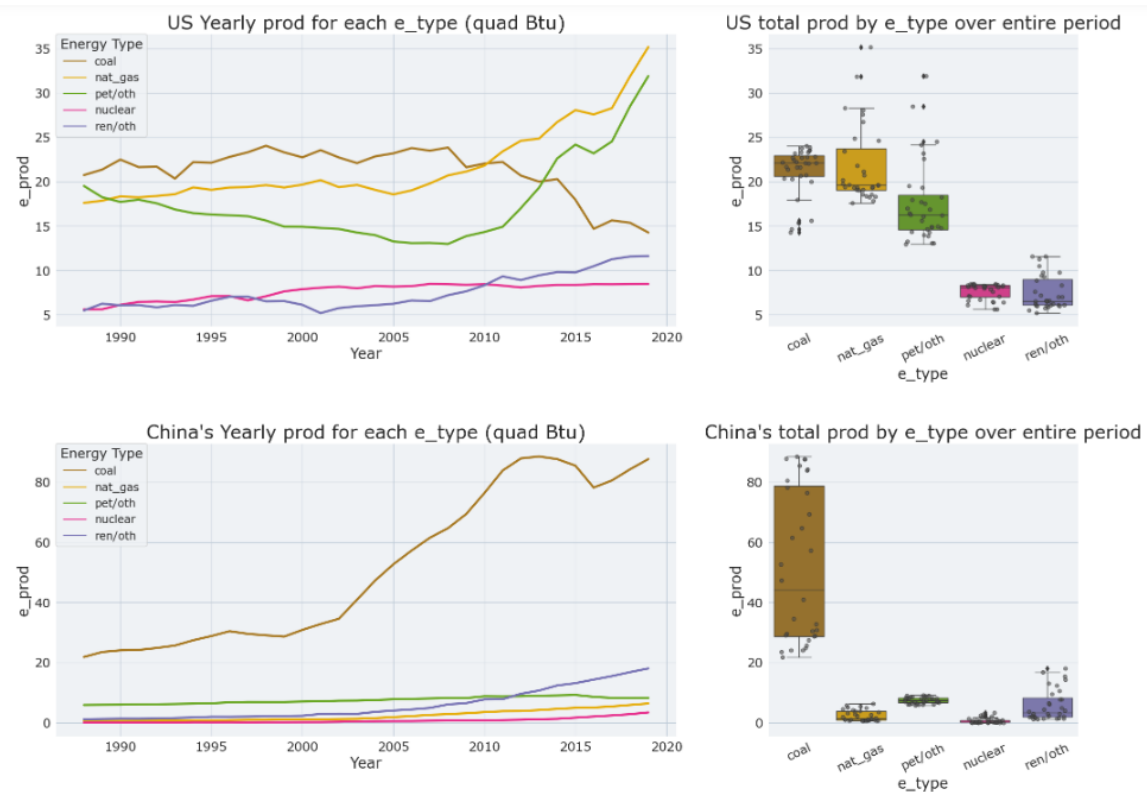 US Yearly prod for each e_type (quad Btu)
Energy Type
coal
nat_gas
pet/oth
nuclear
ren/oth
e_prod
35
30
25
20
15
10
5
1990 1995 2000 2005 2010 2015 2020
Year
US total prod by e_type over entire period
e_prod
35
30
25
20
15
10
5
coal nat_gas pet/oth nuclear ren/oth
e_type
China's Yearly prod for each e_type (quad Btu)
Energy Type
coal
nat_gas
pet/oth
nuclear
ren/oth
e_prod
80
60
40
20
0
1990 1995 2000 2005 2010 2015 2020
Year
China's total prod by e_type over entire period
e_prod
80
60
40
20
0
coal nat_gas pet/oth nuclear ren/oth
e_type